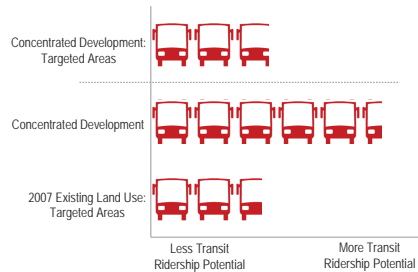 Concentrated Development:
Targeted Areas
Concentrated Development
2007 Existing Land Use:
Targeted Areas
Less Transit
Ridership Potential
More Transit
Ridership Potential